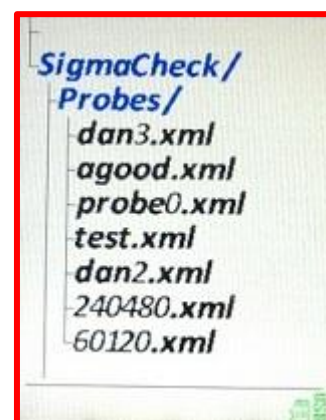 SigmaCheck/
Probes/
dan3.xml
agood.xml
probe0.xml
test.xml
dan2.xml
240480.xml
60120.xml